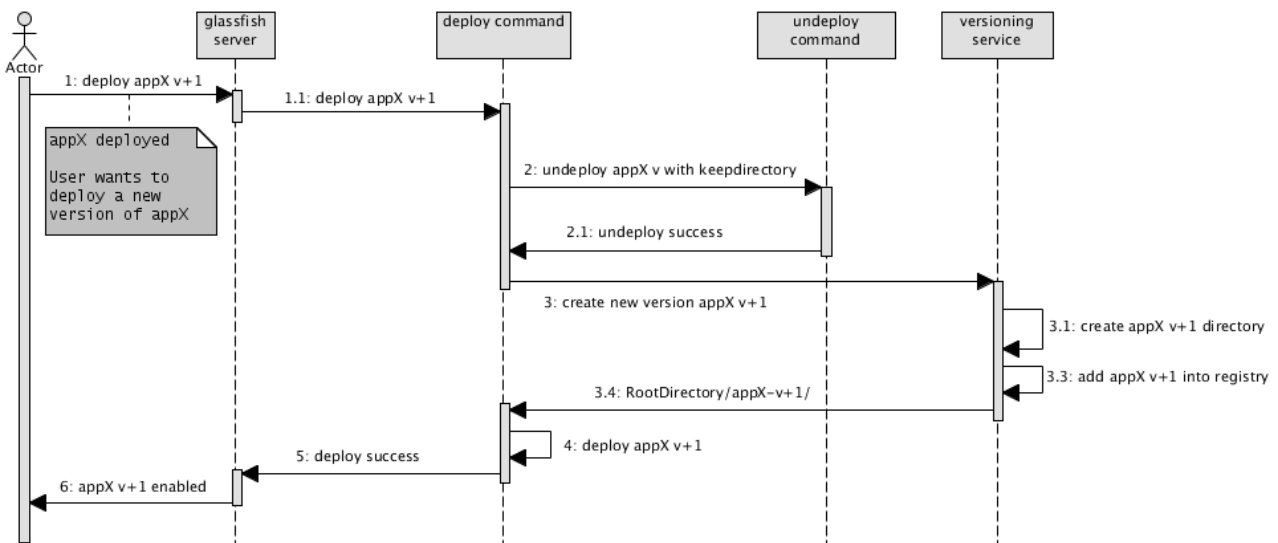 glassfish
server
deploy command
undeploy
command
versioning
service
Actor
1: deploy appX v+1
1.1: deploy appX v+1
appX deployed
User wants to
deploy a new
version of appX
2: undeploy appX v with keepdirectory
2.1: undeploy success
3: create new version appX v+1
3.1: create appX v+1 directory
3.3: add appX v+1 into registry
3.4: RootDirectory/appX-v+1/
4: deploy appX v+1
5: deploy success
6: appX v+1 enabled